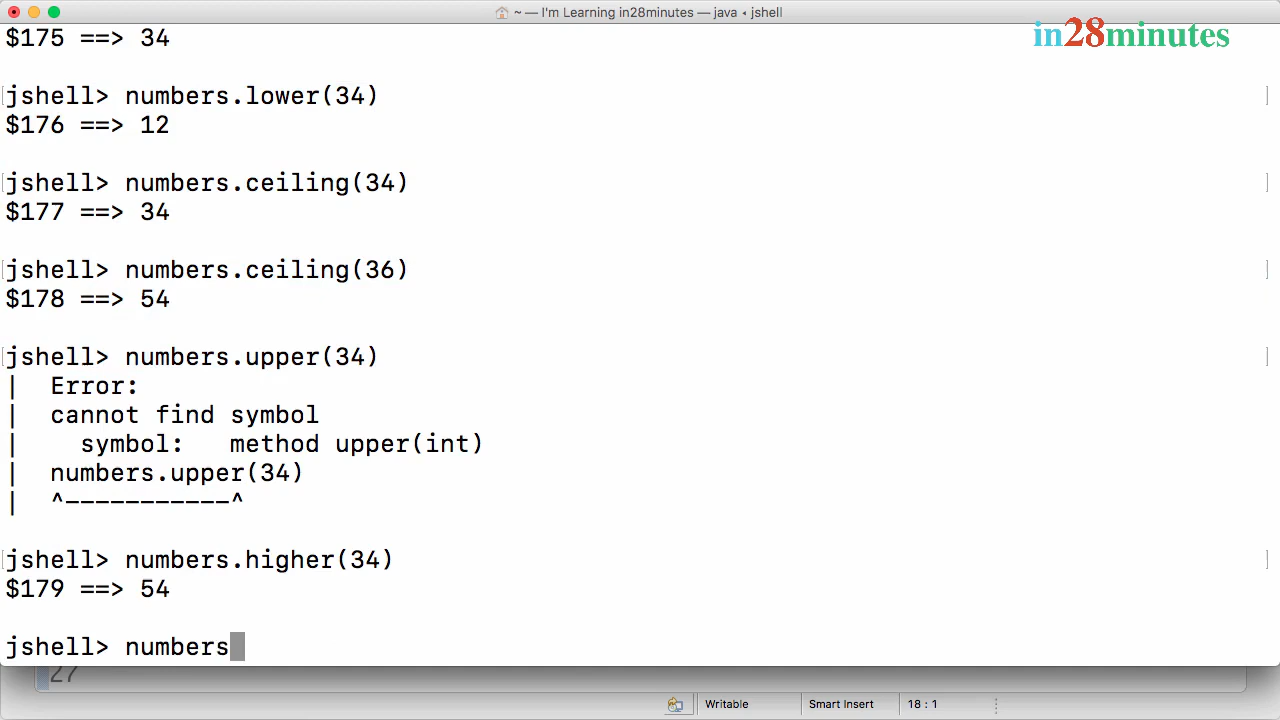 ~ — I'm Learning in28minutes — java ◂ jshell
in28minutes
$175 ==> 34
jshell> numbers.lower(34)
$176 ==> 12
jshell> numbers.ceiling(34)
$177 ==> 34
jshell> numbers.ceiling(36)
$178 ==> 54
jshell> numbers.upper(34)
|  Error:
|  cannot find symbol
|    symbol:   method upper(int)
|  numbers.upper(34)
|  ^-----------^
jshell> numbers.higher(34)
$179 ==> 54
jshell> numbers
27
Writable Smart Insert 18 : 1